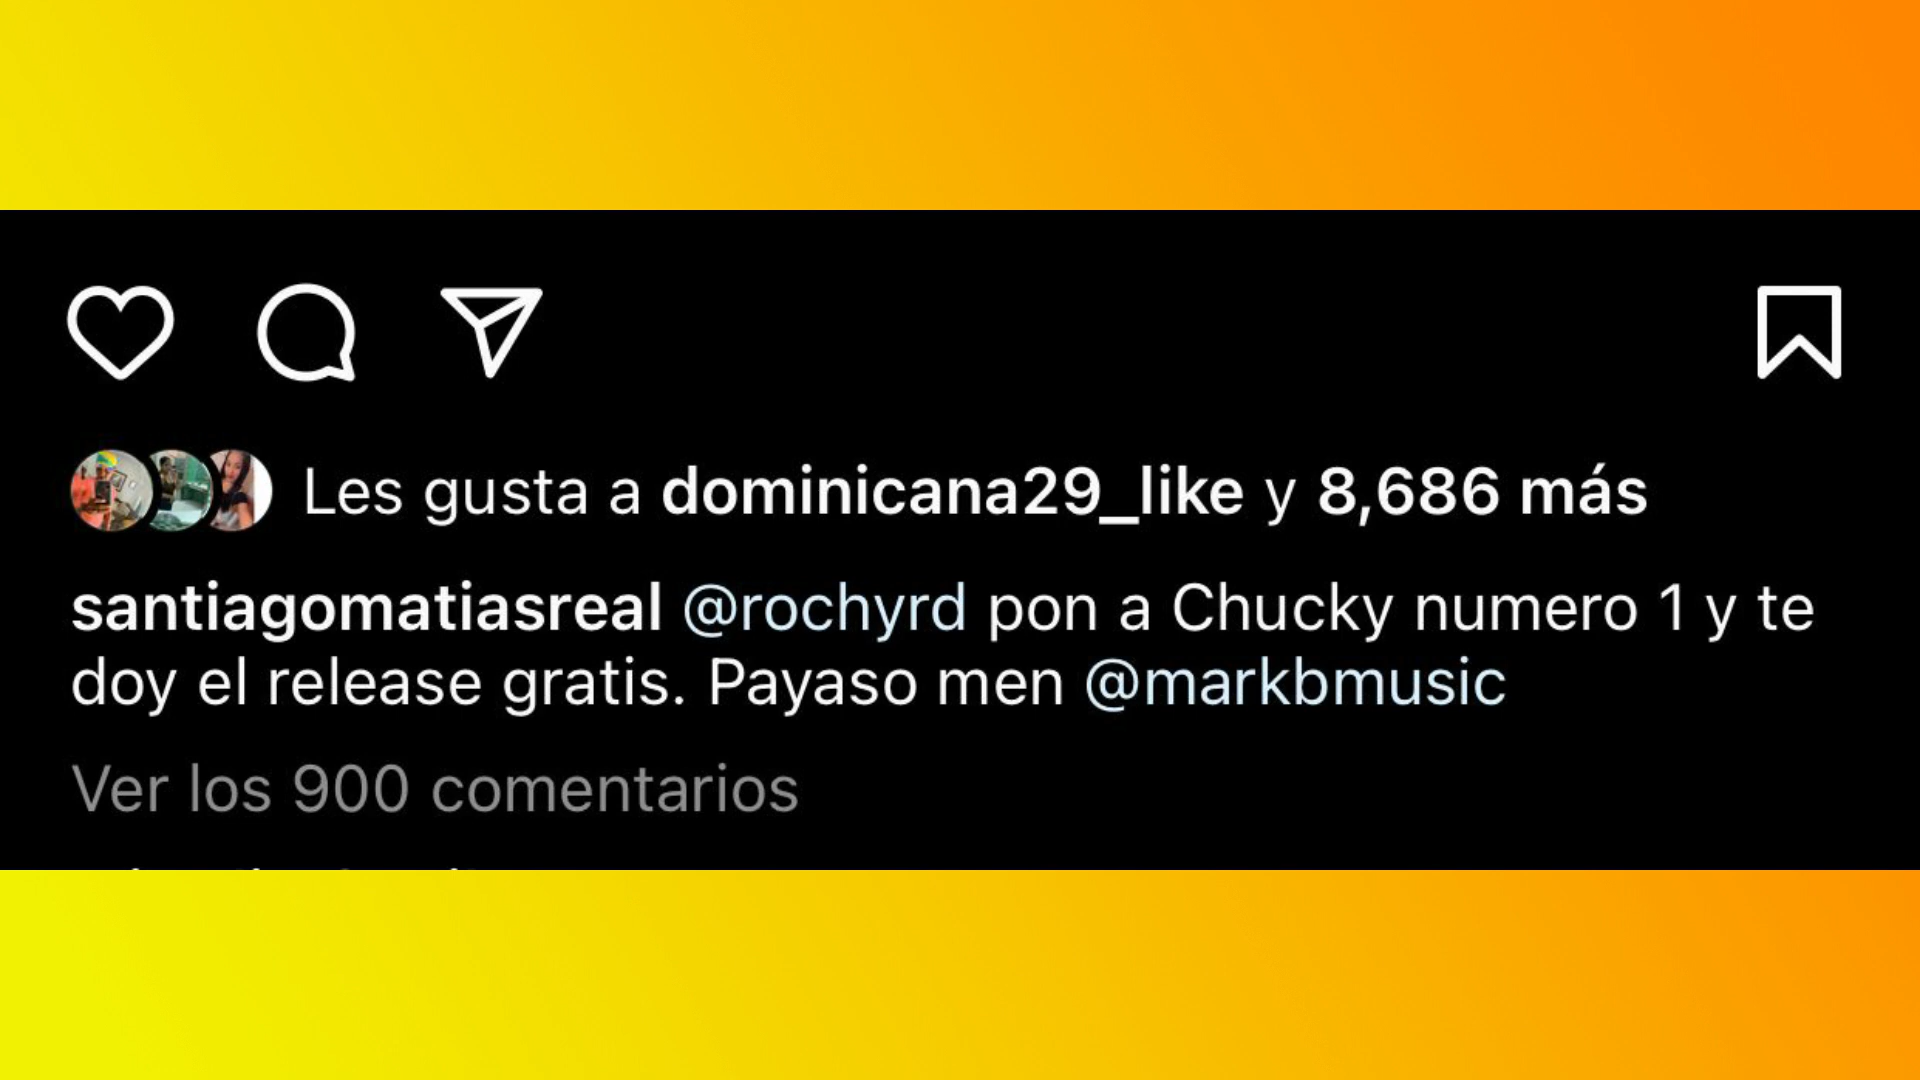 Les gusta a dominicana29_like y 8,686 más
santiagomatiasreal @rochyrd pon a Chucky numero 1 y te
doy el release gratis. Payaso men @markbmusic
Ver los 900 comentarios